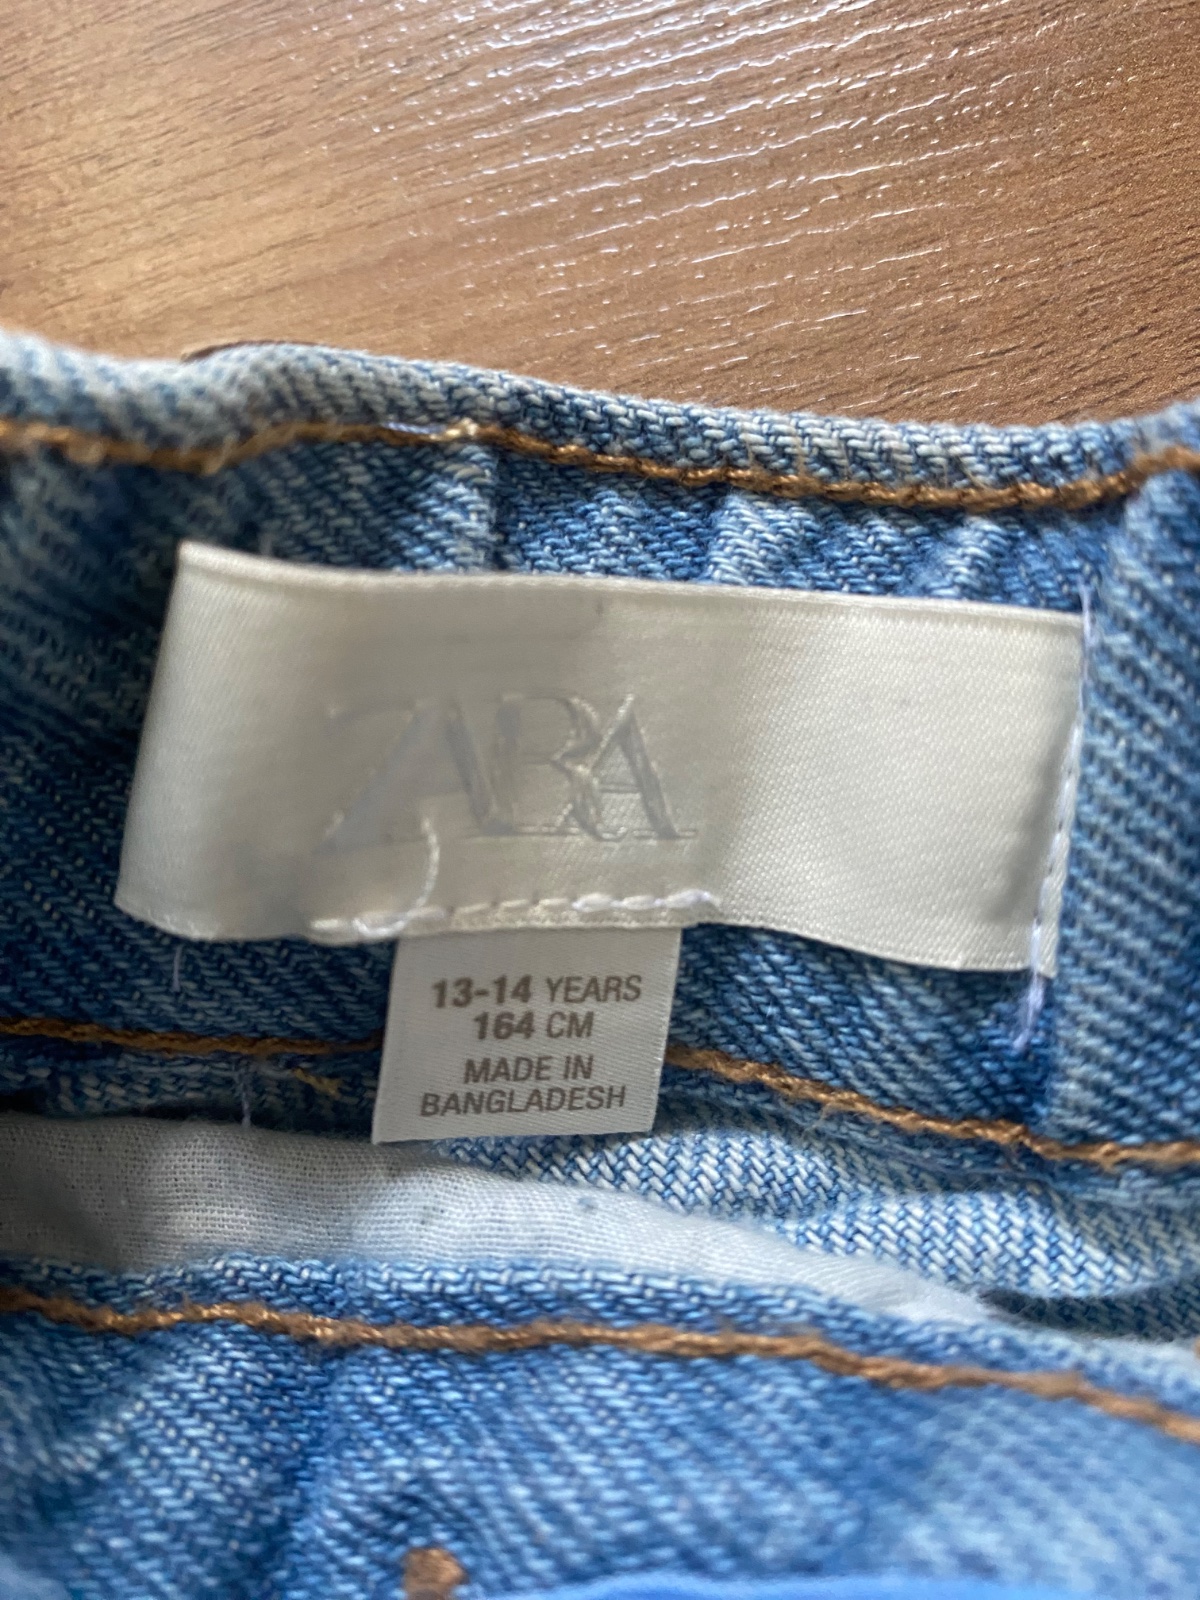 ZARA
13-14 YEARS
164 CM
MADE IN
BANGLADESH